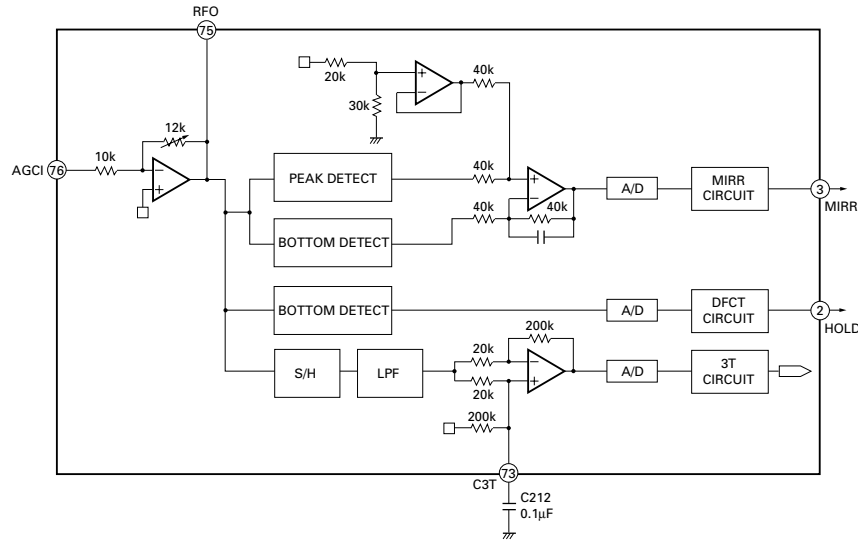 RFO
75
20k
40k
30k
12k
AGCI
76
10k
PEAK DETECT
40k
A/D
MIRR
CIRCUIT
3
MIRR
40k
40k
BOTTOM DETECT
BOTTOM DETECT
A/D
DFCT
CIRCUIT
2
HOLD
200k
S/H
LPF
20k
20k
A/D
3T
CIRCUIT
200k
73
C3T
C212
0.1μF